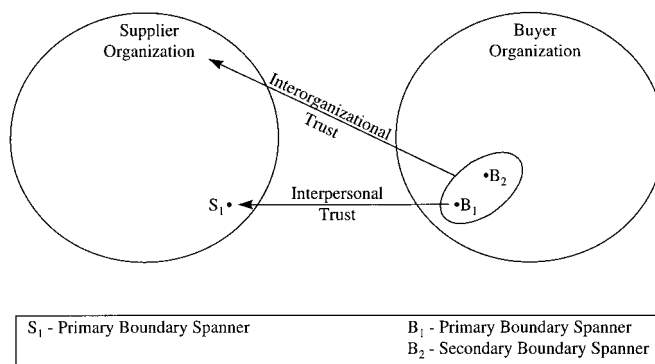 Supplier
Organization
Buyer
Organization
Interorganizational
Trust
B₂
S₁
Interpersonal
Trust
B₁
S₁ - Primary Boundary Spanner
B₁ - Primary Boundary Spanner
B₂ - Secondary Boundary Spanner